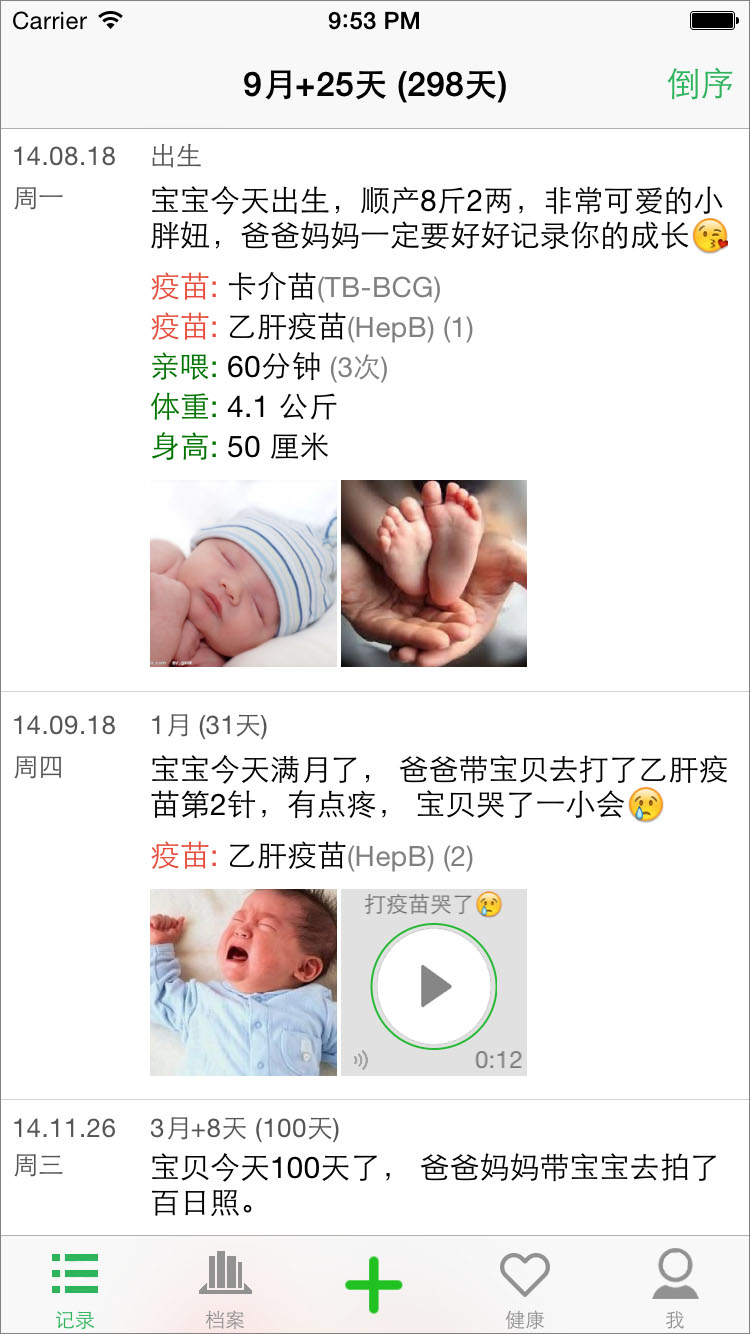 Carrier 9:53 PM
9月+25天 (298天) 倒序
14.08.18 出生
周一
宝宝今天出生，顺产8斤2两，非常可爱的小
胖妞，爸爸妈妈一定要好好记录你的成长😘
疫苗: 卡介苗(TB-BCG)
疫苗: 乙肝疫苗(HepB) (1)
亲喂: 60分钟 (3次)
体重: 4.1 公斤
身高: 50 厘米
14.09.18 1月 (31天)
周四
宝宝今天满月了， 爸爸带宝贝去打了乙肝疫
苗第2针，有点疼， 宝贝哭了一小会😢
疫苗: 乙肝疫苗(HepB) (2)
打疫苗哭了😢
0:12
14.11.26 3月+8天 (100天)
周三
宝贝今天100天了， 爸爸妈妈带宝宝去拍了
百日照。
记录 档案 健康 我